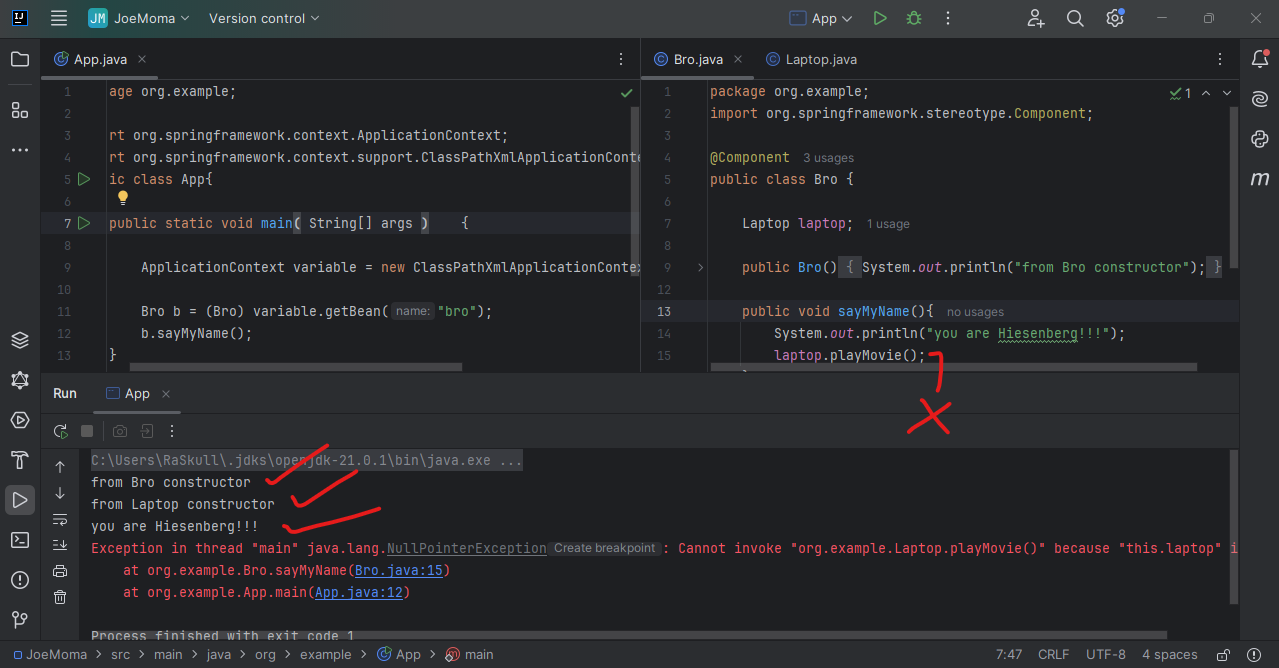 JM JoeMoma Version control App
App.java
1 age org.example;
2
3 rt org.springframework.context.ApplicationContext;
4 rt org.springframework.context.support.ClassPathXmlApplicationConte
5 ic class App{
6
7 public static void main( String[] args ) {
8
9 ApplicationContext variable = new ClassPathXmlApplicationConte
10
11 Bro b = (Bro) variable.getBean( name: "bro");
12 b.sayMyName();
13 }
Bro.java Laptop.java
1 package org.example; 1
2 import org.springframework.stereotype.Component;
3
4 @Component 3 usages
5 public class Bro {
6
7 Laptop laptop; 1 usage
8
9 public Bro() { System.out.println("from Bro constructor"); }
12
13 public void sayMyName(){ no usages
14 System.out.println("you are Hiesenberg!!!");
15 laptop.playMovie();
Run App
C:\Users\RaSkull\.jdks\openjdk-21.0.1\bin\java.exe ...
from Bro constructor
from Laptop constructor
you are Hiesenberg!!!
Exception in thread "main" java.lang.NullPointerException Create breakpoint : Cannot invoke "org.example.Laptop.playMovie()" because "this.laptop" i
at org.example.Bro.sayMyName(Bro.java:15)
at org.example.App.main(App.java:12)
Process finished with exit code 1
JoeMoma > src > main > java > org > example > App > main 7:47 CRLF UTF-8 4 spaces